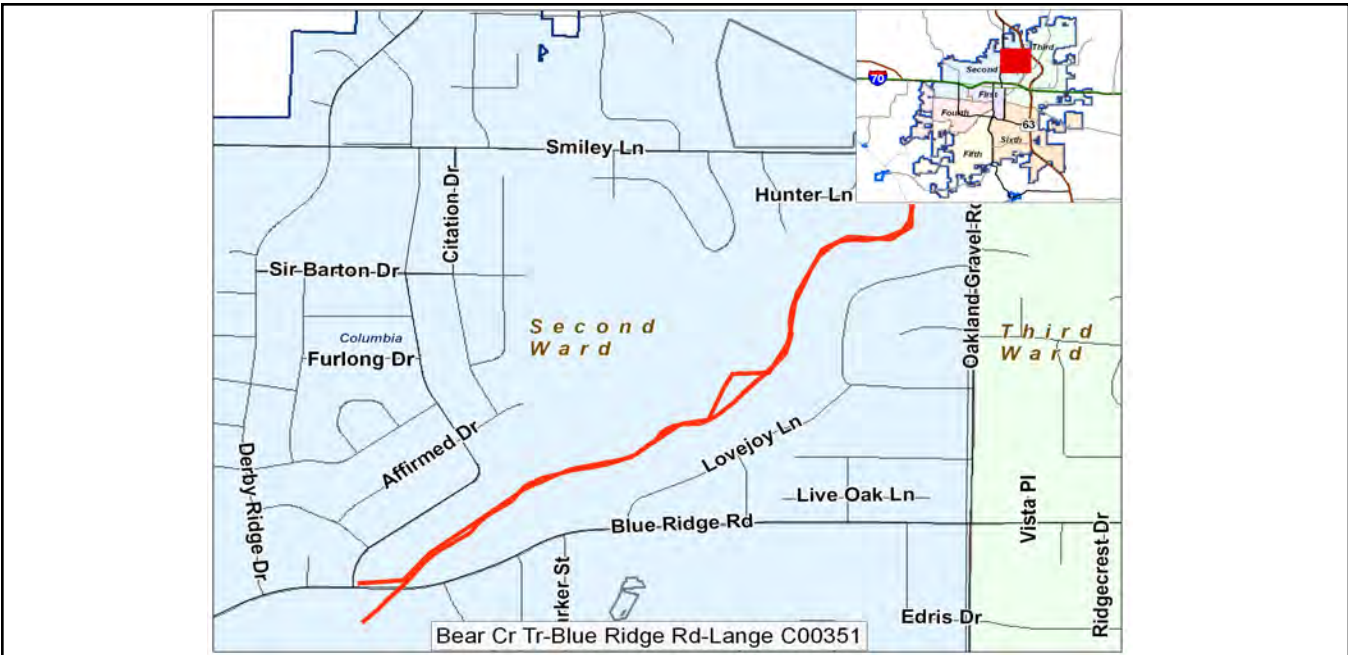 Third
Second
70
First
Fourth
63
Fifth
Sixth
Smiley Ln
Hunter Ln
Citation Dr
Oakland Gravel Rd
Sir Barton Dr
Second
Ward
Third
Ward
Columbia
Furlong Dr
Affirmed Dr
Lovejoy Ln
Derby Ridge Dr
Live Oak Ln
Blue Ridge Rd
Vista Pl
Ridgecrest Dr
arker St
Edris Dr
Bear Cr Tr-Blue Ridge Rd-Lange C00351